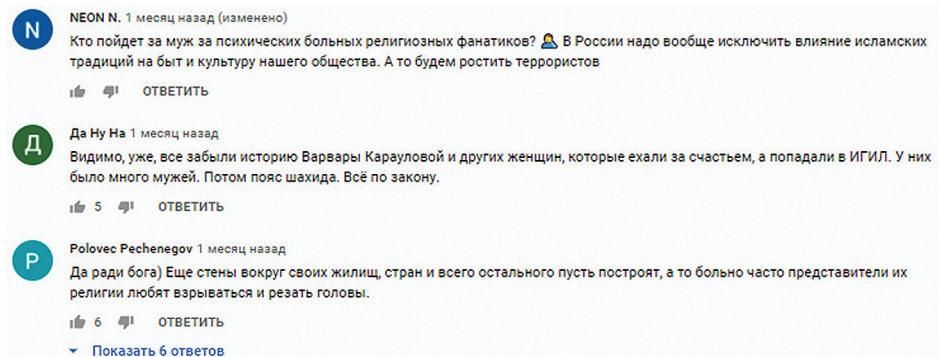 N
NEON N. 1 месяц назад (изменено)
Кто пойдет за муж за психических больных религиозных фанатиков? 🤦 В России надо вообще исключить влияние исламских
традиций на быт и культуру нашего общества. А то будем ростить террористов
ОТВЕТИТЬ
Д
Да Ну На 1 месяц назад
Видимо, уже, все забыли историю Варвары Карауловой и других женщин, которые ехали за счастьем, а попадали в ИГИЛ. У них
было много мужей. Потом пояс шахида. Всё по закону.
5 ОТВЕТИТЬ
P
Polovec Pechenegov 1 месяц назад
Да ради бога) Еще стены вокруг своих жилищ, стран и всего остального пусть построят, а то больно часто представители их
религии любят взрываться и резать головы.
6 ОТВЕТИТЬ
Показать 6 ответов